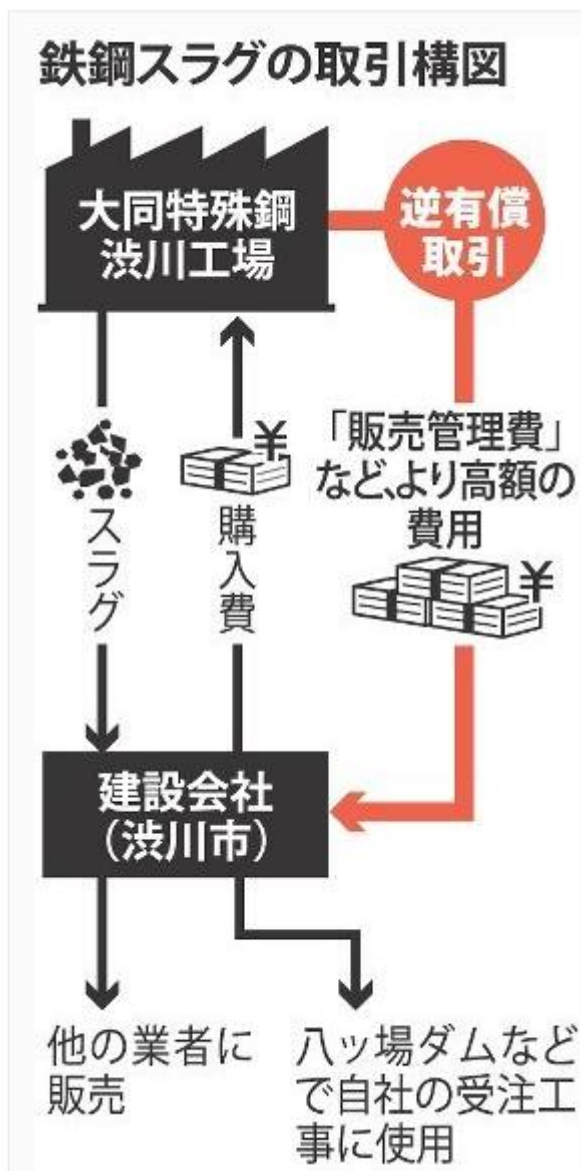 鉄鋼スラグの取引構図
大同特殊鋼
渋川工場
逆有償
取引
「販売管理費」
など、より高額の
費用
¥
¥
スラグ
購入費
建設会社
(渋川市)
他の業者に
販売
八ッ場ダムなど
で自社の受注工
事に使用